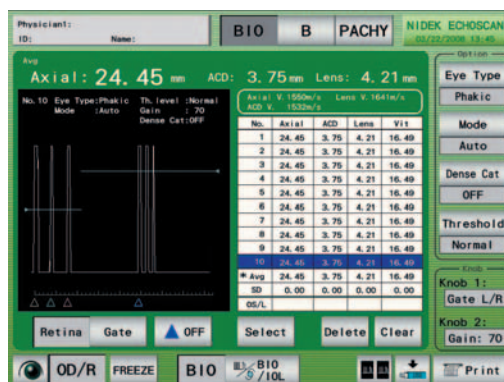 Physician1:
ID: Name:
BIO B PACHY
NIDEK ECHOSCAN
03/22/2008 13:45
Avg
Axial: 24.45 mm ACD: 3.75 mm Lens: 4.21 mm
No.10 Eye Type:Phakic Th.level :Normal
Mode :Auto Gain : 70
Dense Cat:OFF
Axial V.1550m/s Lens V.1641m/s
ACD V. 1532m/s
No. Axial ACD Lens Vit
1 24.45 3.75 4.21 16.49
2 24.45 3.75 4.21 16.49
3 24.45 3.75 4.21 16.49
4 24.45 3.75 4.21 16.49
5 24.45 3.75 4.21 16.49
6 24.45 3.75 4.21 16.49
7 24.45 3.75 4.21 16.49
8 24.45 3.75 4.21 16.49
9 24.45 3.75 4.21 16.49
10 24.45 3.75 4.21 16.49
* Avg 24.45 3.75 4.21 16.49
SD 0.00 0.00 0.00 0.00
OS/L
Retina Gate OFF Select Delete Clear
Option
Eye Type
Phakic
Mode
Auto
Dense Cat
OFF
Threshold
Normal
Knob
Knob 1:
Gate L/R
Knob 2:
Gain: 70
OD/R FREEZE BIO BIO/IOL Print